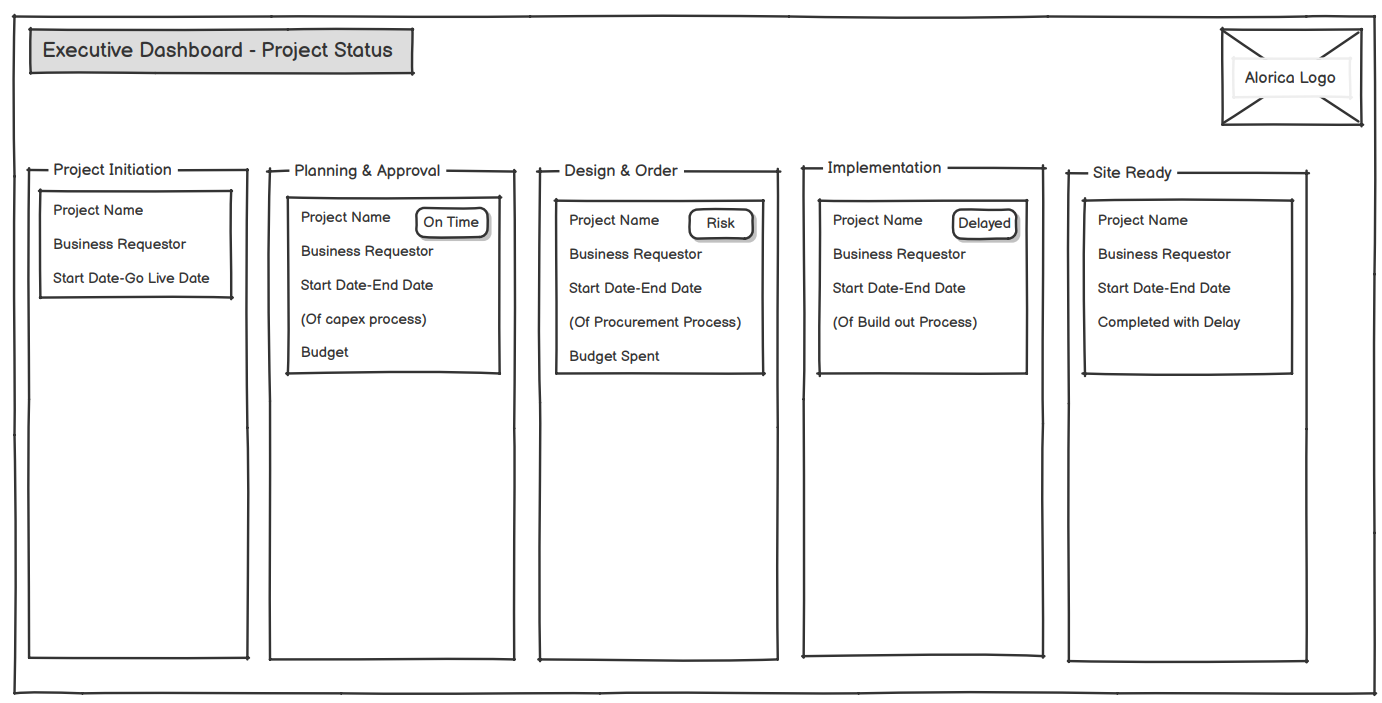 Executive Dashboard - Project Status
Alorica Logo
Project Initiation
Project Name
Business Requestor
Start Date-Go Live Date
Planning & Approval
Project Name
On Time
Business Requestor
Start Date-End Date
(Of capex process)
Budget
Design & Order
Project Name
Risk
Business Requestor
Start Date-End Date
(Of Procurement Process)
Budget Spent
Implementation
Project Name
Delayed
Business Requestor
Start Date-End Date
(Of Build out Process)
Site Ready
Project Name
Business Requestor
Start Date-End Date
Completed with Delay